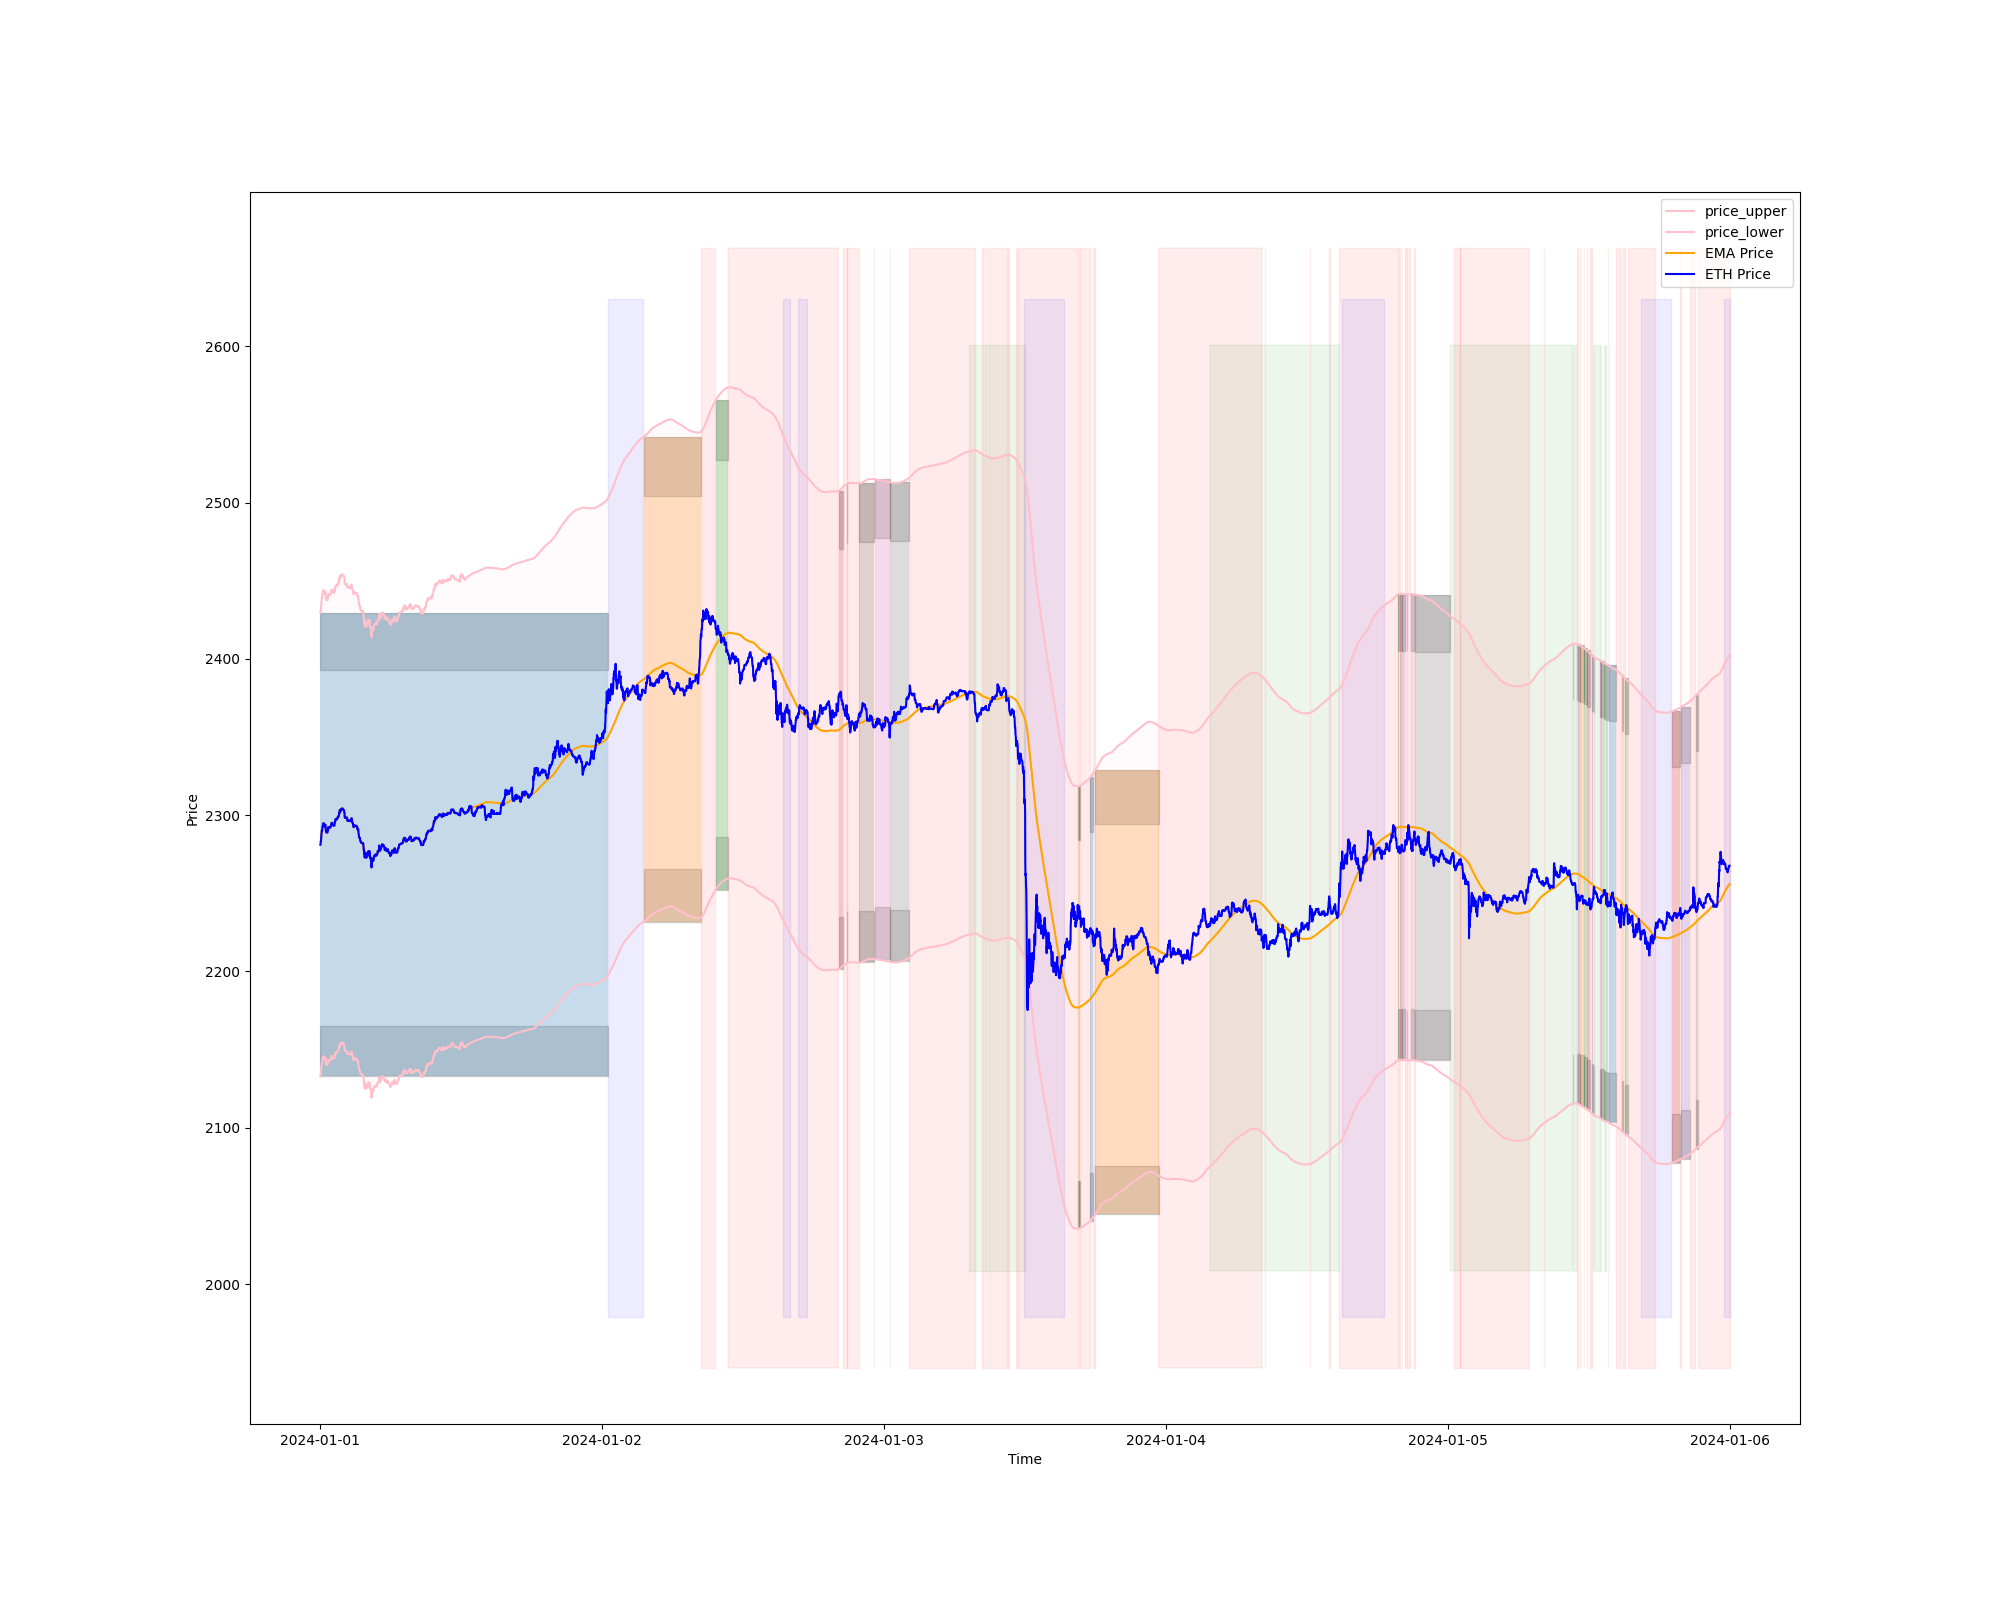 price_upper
price_lower
EMA Price
ETH Price
2600
2500
2400
2300
2200
2100
2000
Price
2024-01-01
2024-01-02
2024-01-03
2024-01-04
2024-01-05
2024-01-06
Time